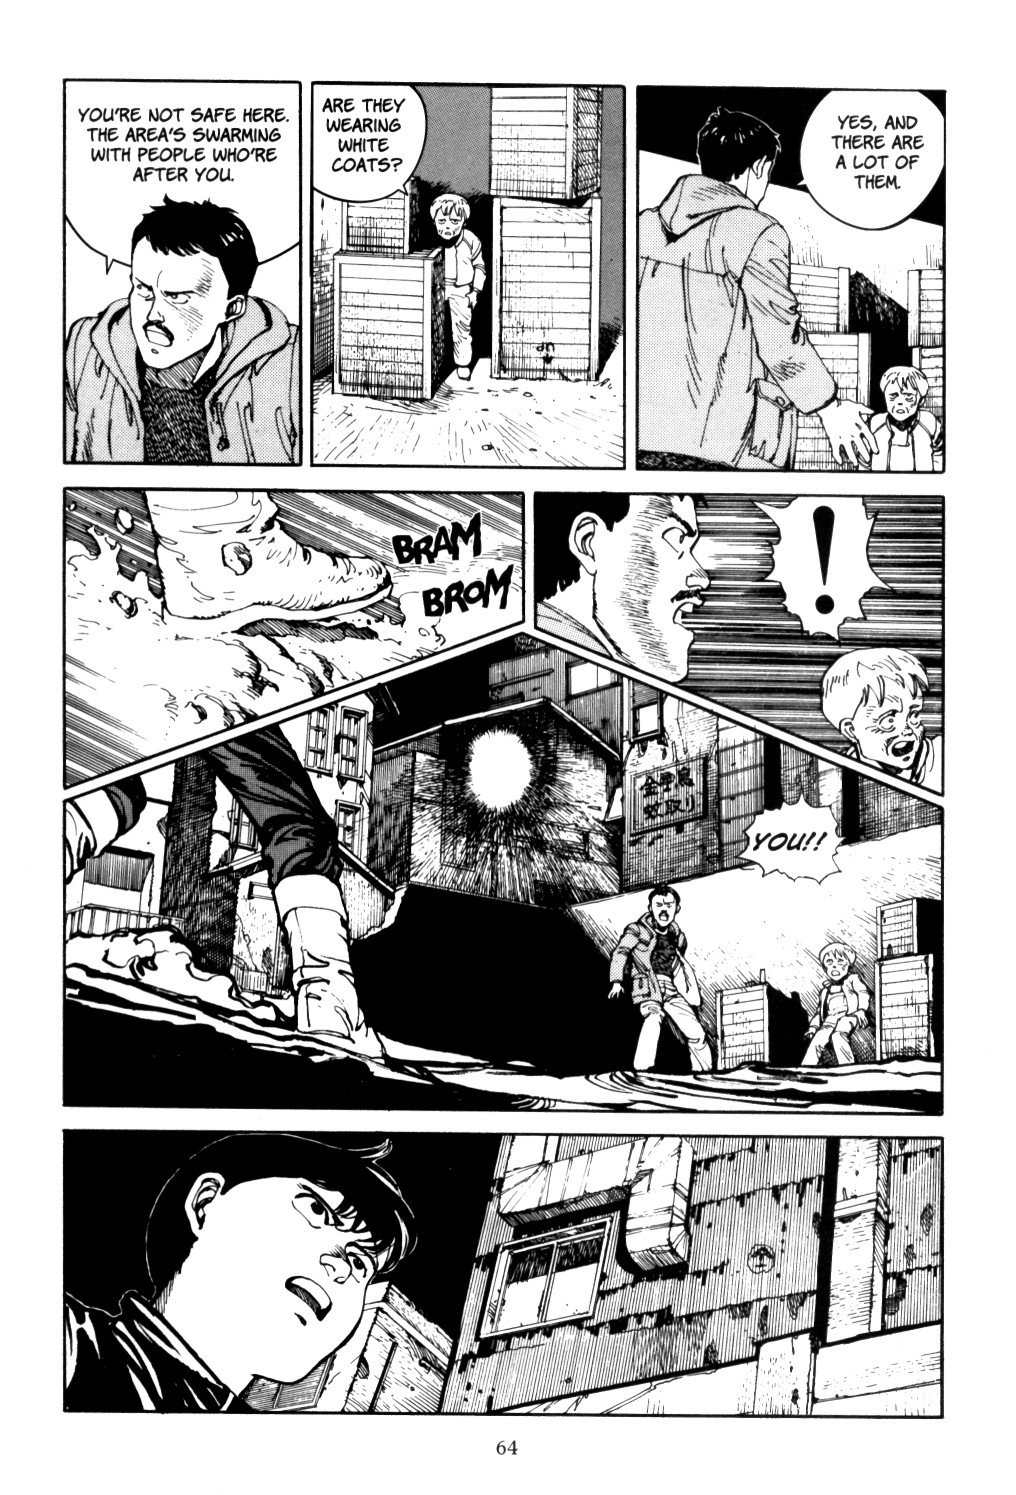 YOU'RE NOT SAFE HERE.
THE AREA'S SWARMING
WITH PEOPLE WHO'RE
AFTER YOU.
ARE THEY
WEARING
WHITE
COATS?
YES, AND
THERE ARE
A LOT OF
THEM.
BRAM
BROM
!
YOU!!
64